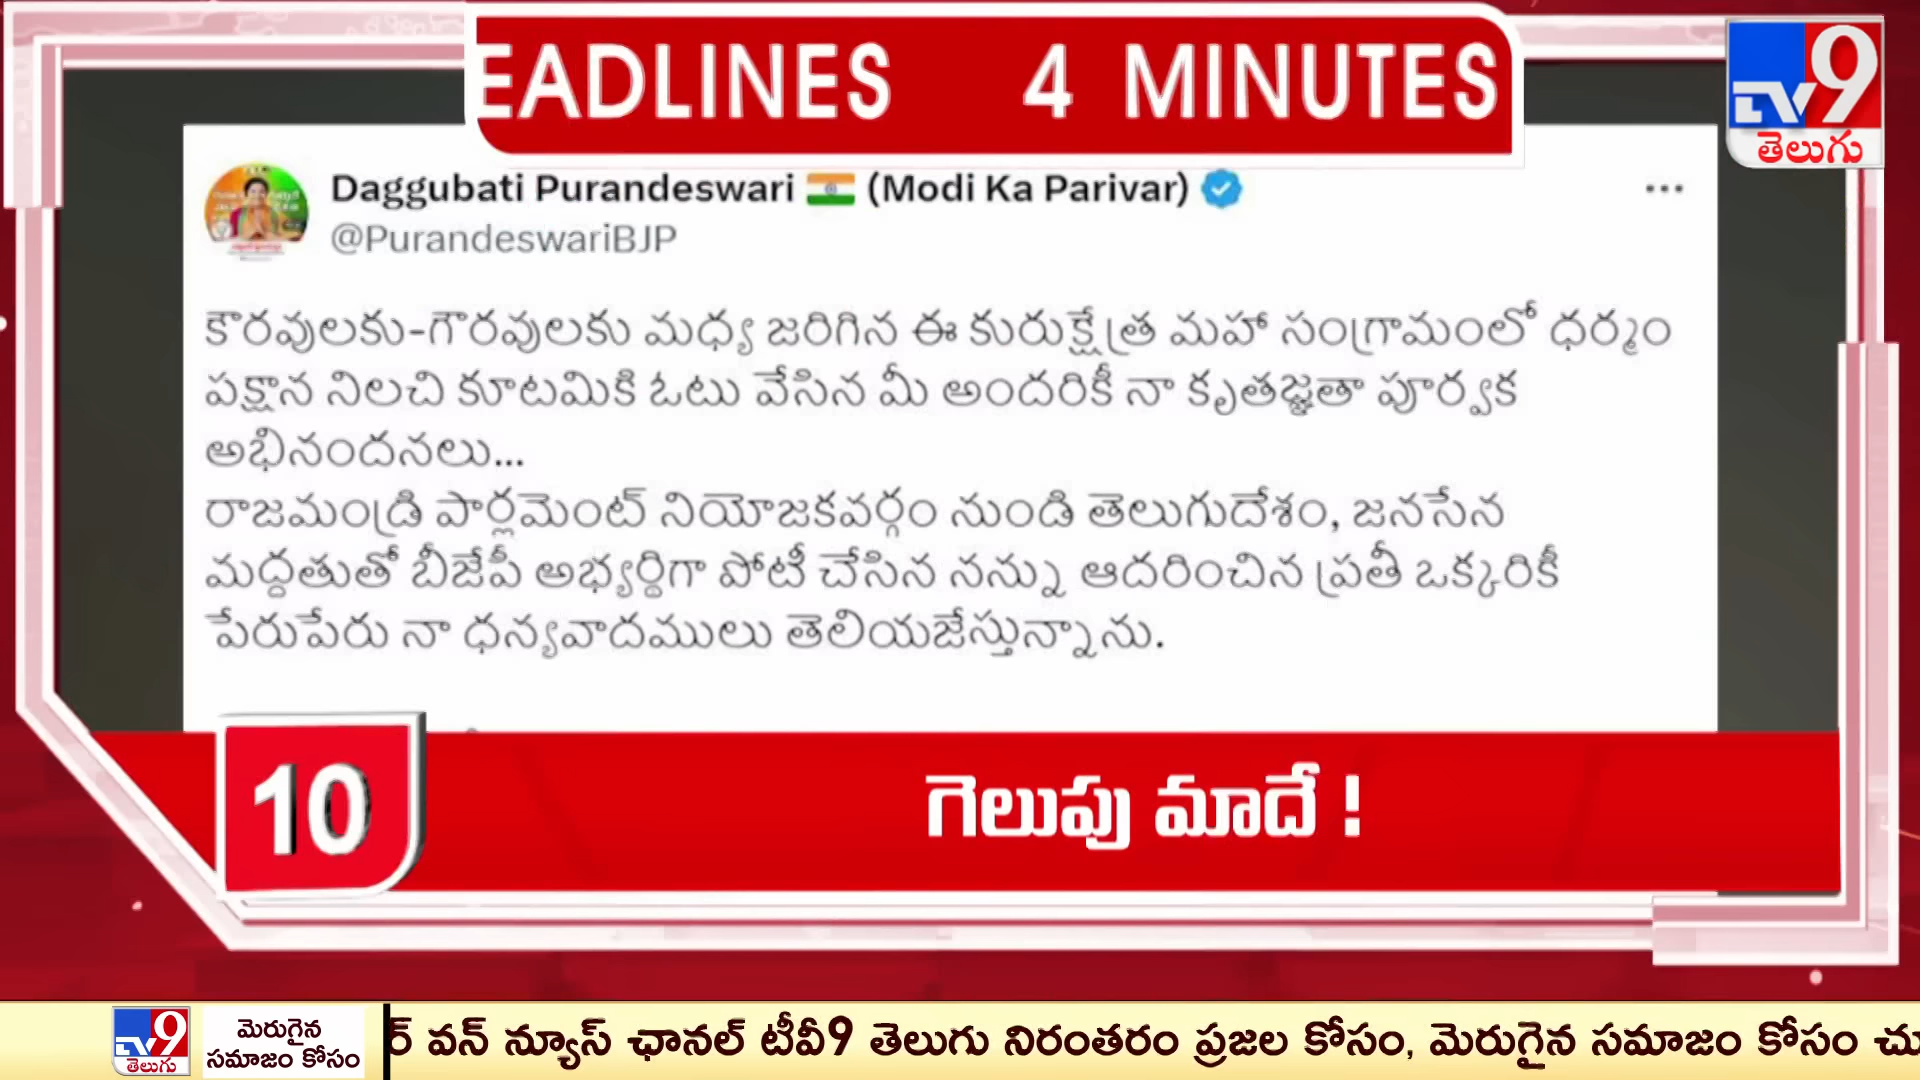 EADLINES 4 MINUTES
TV9
తెలుగు
Daggubati Purandeswari 🇮🇳 (Modi Ka Parivar)
@PurandeswariBJP
కౌరవులకు-గౌరవులకు మధ్య జరిగిన ఈ కురుక్షేత్ర మహా సంగ్రామంలో ధర్మం
పక్షాన నిలచి కూటమికి ఓటు వేసిన మీ అందరికీ నా కృతజ్ఞతా పూర్వక
అభినందనలు...
రాజమండ్రి పార్లమెంట్ నియోజకవర్గం నుండి తెలుగుదేశం, జనసేన
మద్దతుతో బీజేపీ అభ్యర్ధిగా పోటీ చేసిన నన్ను ఆదరించిన ప్రతీ ఒక్కరికీ
పేరుపేరు నా ధన్యవాదములు తెలియజేస్తున్నాను.
10
గెలుపు మాదే !
TV9
తెలుగు
మెరుగైన
సమాజం కోసం
ర్ వన్ న్యూస్ ఛానల్ టీవీ9 తెలుగు నిరంతరం ప్రజల కోసం, మెరుగైన సమాజం కోసం చు